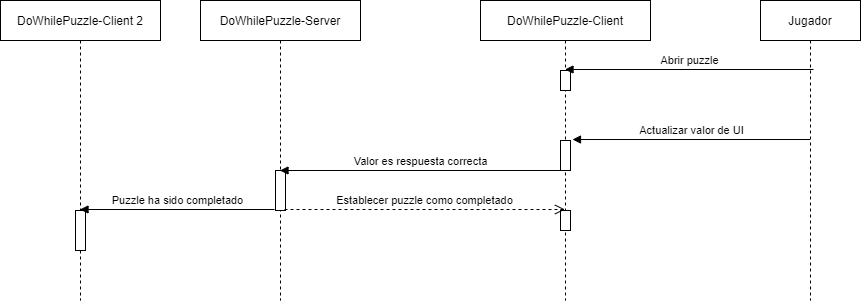 DoWhilePuzzle-Client 2
DoWhilePuzzle-Server
DoWhilePuzzle-Client
Jugador
Abrir puzzle
Actualizar valor de UI
Valor es respuesta correcta
Puzzle ha sido completado
Establecer puzzle como completado